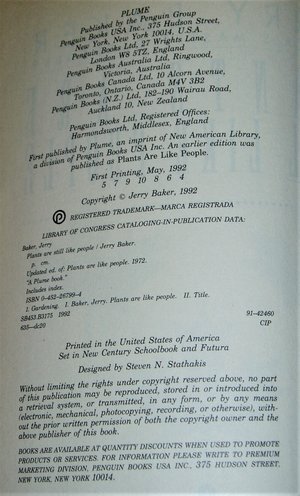 PLUME
Published by the Penguin Group
Penguin Books USA Inc., 375 Hudson Street,
New York, New York 10014, U.S.A.
Penguin Books Ltd, 27 Wrights Lane,
London W8 5TZ, England
Penguin Books Australia Ltd, Ringwood,
Victoria, Australia
Penguin Books Canada Ltd, 10 Alcorn Avenue,
Toronto, Ontario, Canada M4V 3B2
Penguin Books (N.Z.) Ltd, 182–190 Wairau Road,
Auckland 10, New Zealand
Penguin Books Ltd, Registered Offices:
Harmondsworth, Middlesex, England
First published by Plume, an imprint of New American Library,
a division of Penguin Books USA Inc. An earlier edition was
published as Plants Are Like People.
First Printing, May, 1992
5 7 9 10 8 6 4
Copyright © Jerry Baker, 1992
P REGISTERED TRADEMARK—MARCA REGISTRADA
LIBRARY OF CONGRESS CATALOGING-IN-PUBLICATION DATA:
Baker, Jerry
Plants are still like people / Jerry Baker.
p. cm.
Updated ed. of: Plants are like people. 1972.
"A Plume book."
Includes index.
ISBN 0-452-26799-4
1. Gardening. I. Baker, Jerry. Plants are like people. II. Title.
SB453.B3175 1992
635—dc20
91-42460
CIP
Printed in the United States of America
Set in New Century Schoolbook and Futura
Designed by Steven N. Stathakis
Without limiting the rights under copyright reserved above, no part
of this publication may be reproduced, stored in or introduced into
a retrieval system, or transmitted, in any form, or by any means
(electronic, mechanical, photocopying, recording, or otherwise), with-
out the prior written permission of both the copyright owner and the
above publisher of this book.
BOOKS ARE AVAILABLE AT QUANTITY DISCOUNTS WHEN USED TO PROMOTE
PRODUCTS OR SERVICES. FOR INFORMATION PLEASE WRITE TO PREMIUM
MARKETING DIVISION, PENGUIN BOOKS USA INC., 375 HUDSON STREET,
NEW YORK, NEW YORK 10014.